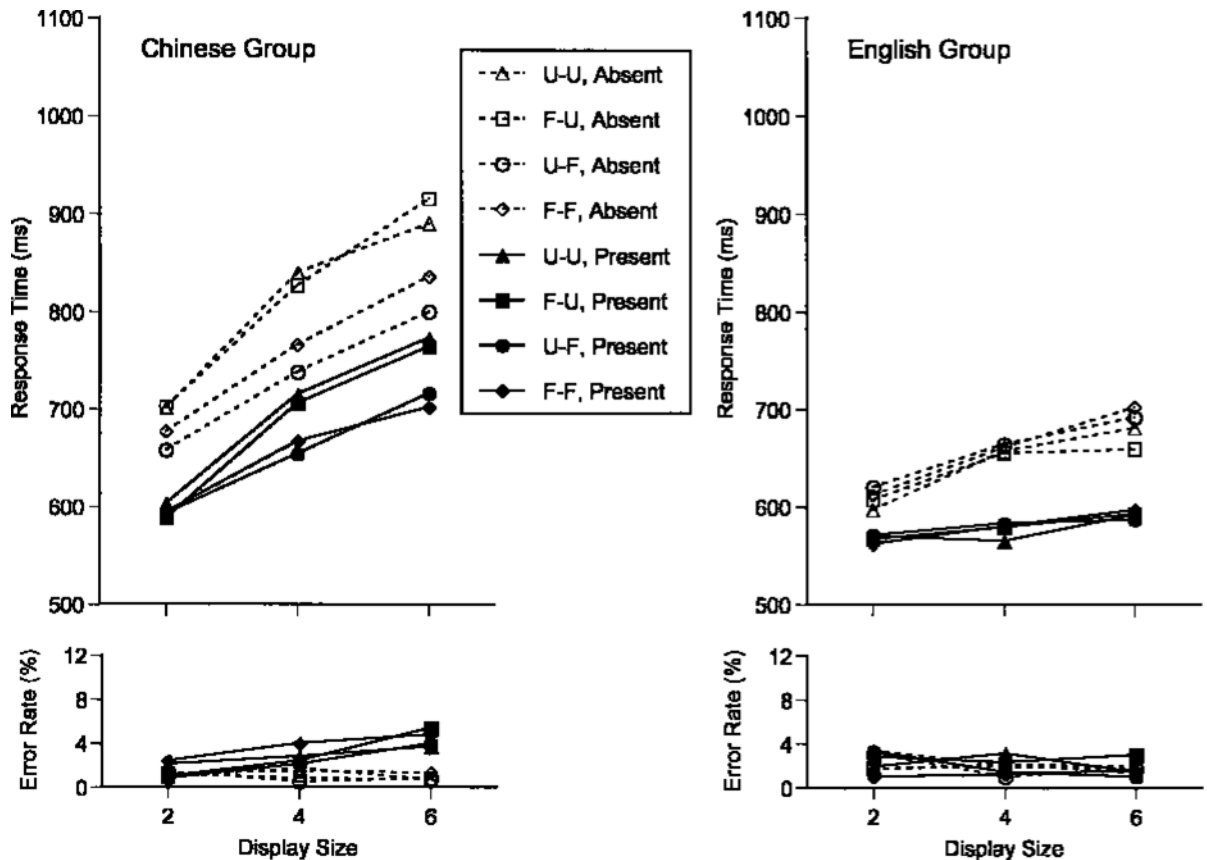 Chinese Group
1100
1000
900
800
700
600
500
Response Time (ms)
U-U, Absent
F-U, Absent
U-F, Absent
F-F, Absent
U-U, Present
F-U, Present
U-F, Present
F-F, Present
English Group
1100
1000
900
800
700
600
500
Response Time (ms)
12
8
4
0
Error Rate (%)
2 4 6
Display Size
12
8
4
0
Error Rate (%)
2 4 6
Display Size